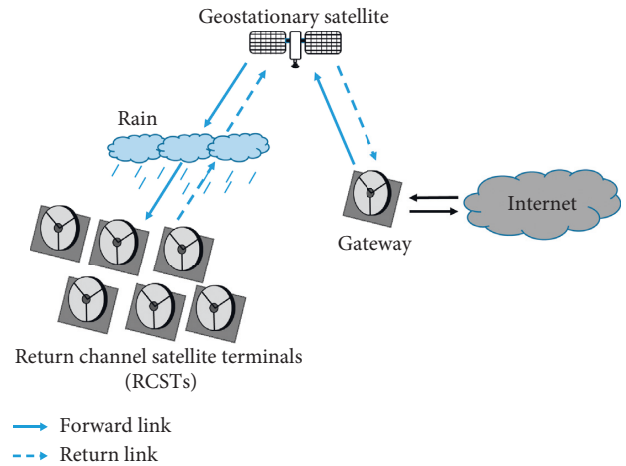 Geostationary satellite
Rain
Internet
Gateway
Return channel satellite terminals
(RCSTs)
Forward link
Return link